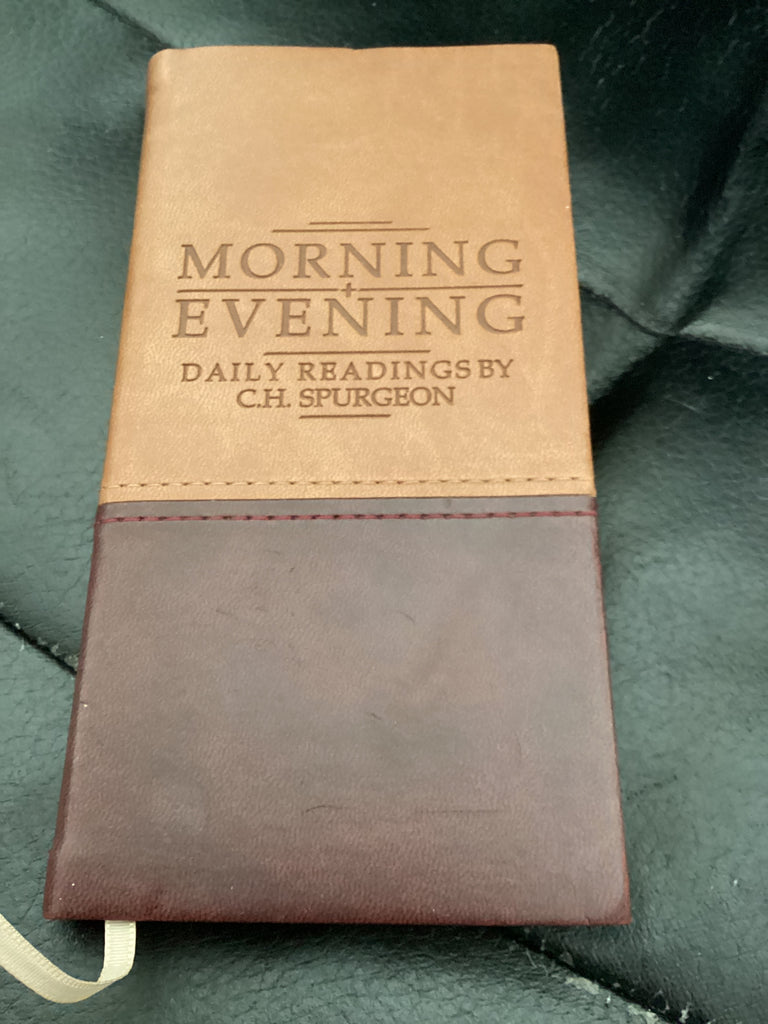 MORNING
+
EVENING
DAILY READINGS BY
C.H. SPURGEON